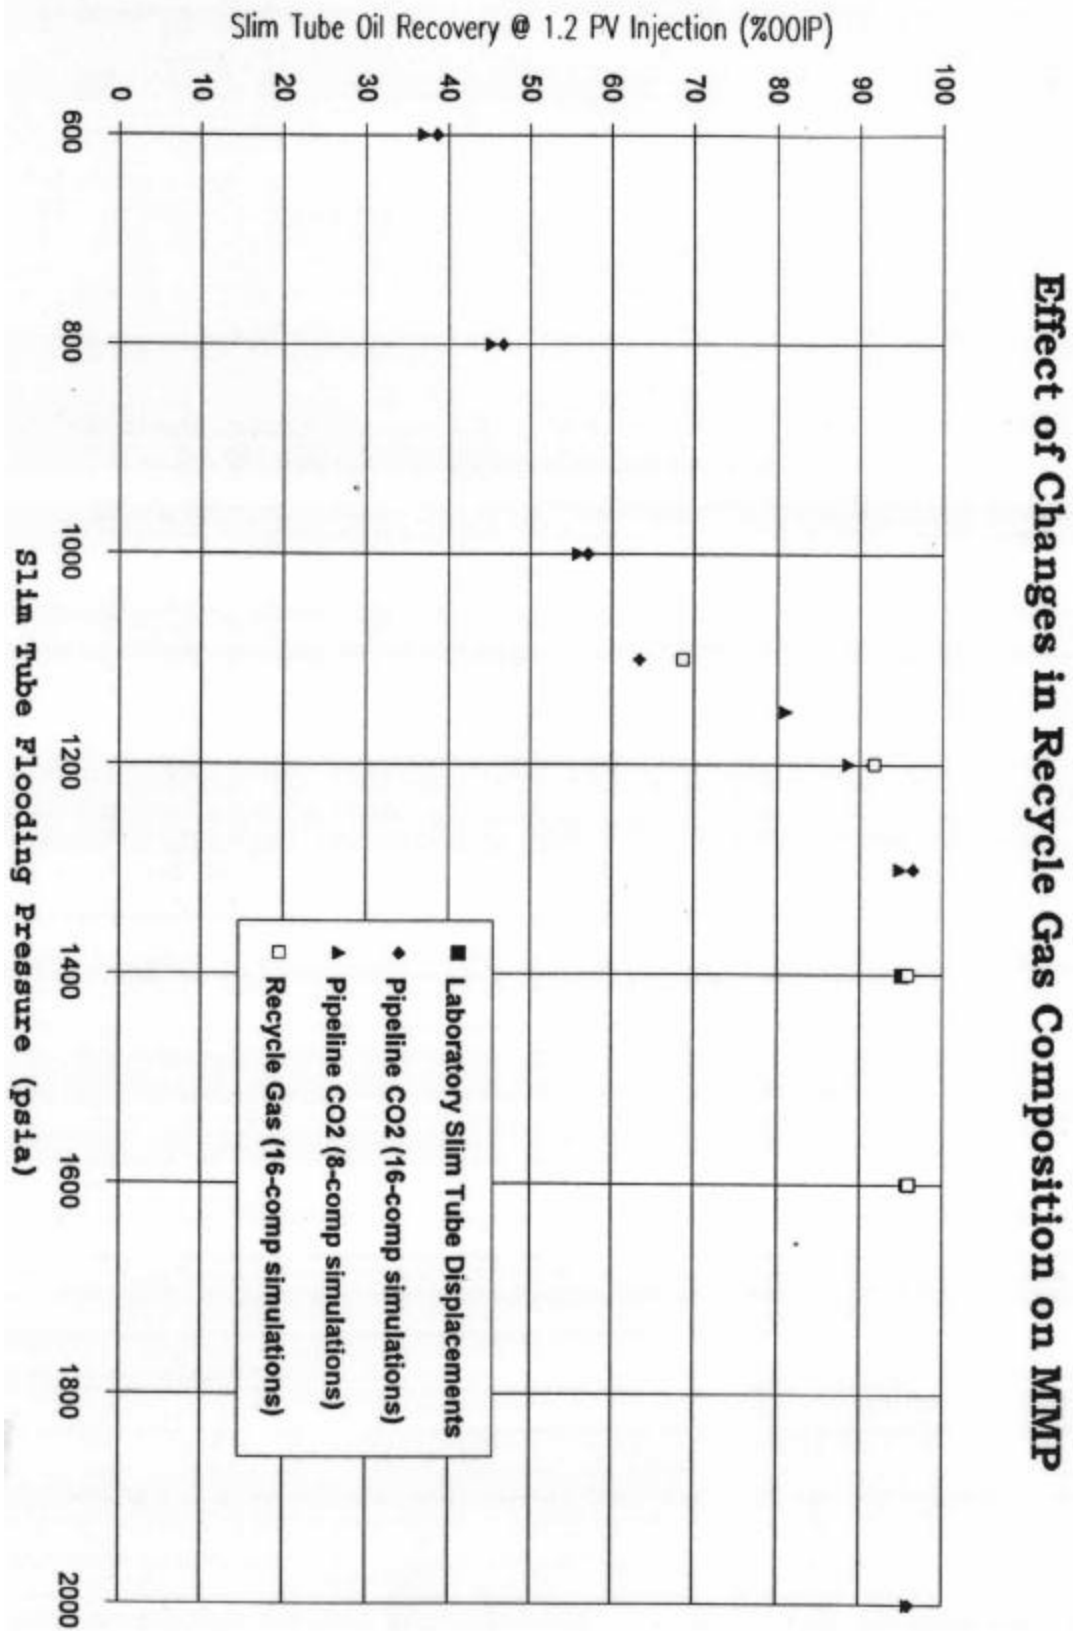 Effect of Changes in Recycle Gas Composition on MMP
Slim Tube Oil Recovery @ 1.2 PV Injection (%OOIP)
100
90
80
70
60
50
40
30
20
10
0
600
800
1000
1200
1400
1600
1800
2000
Slim Tube Flooding Pressure (psia)
Laboratory Slim Tube Displacements
Pipeline CO2 (16-comp simulations)
Pipeline CO2 (8-comp simulations)
Recycle Gas (16-comp simulations)